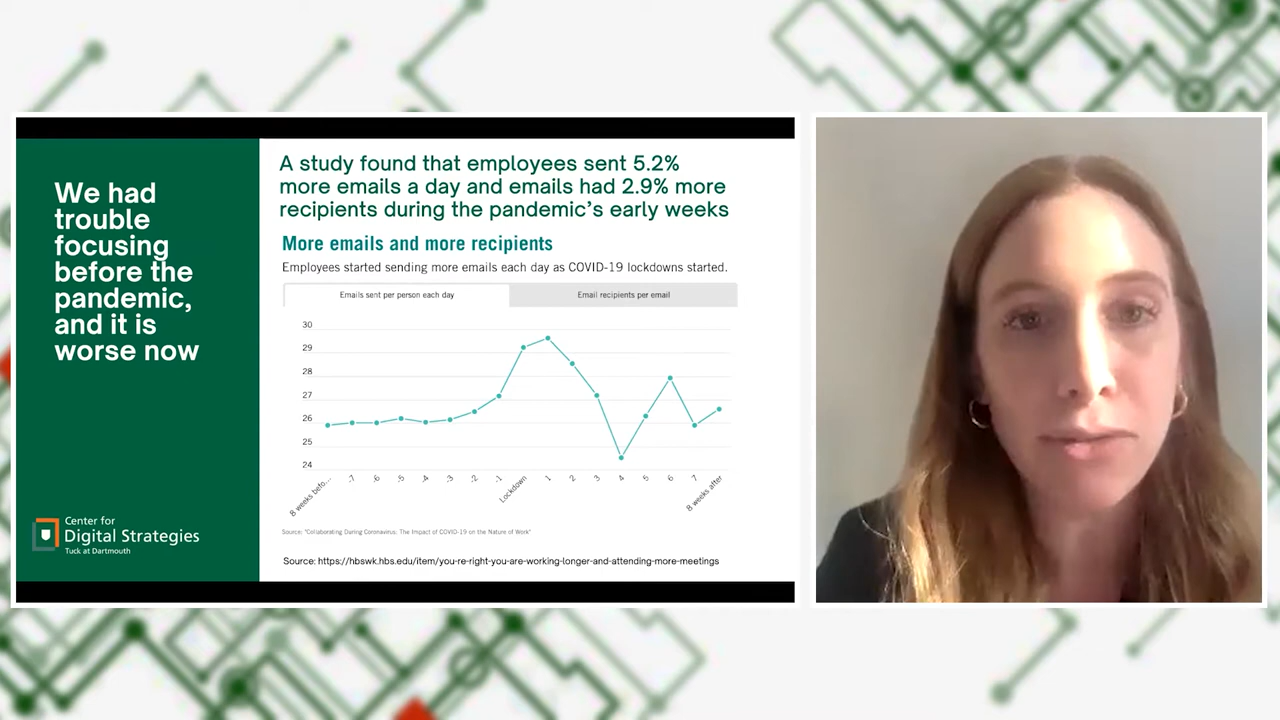 We had
trouble
focusing
before the
pandemic,
and it is
worse now
Center for
Digital Strategies
Tuck at Dartmouth
A study found that employees sent 5.2%
more emails a day and emails had 2.9% more
recipients during the pandemic’s early weeks
More emails and more recipients
Employees started sending more emails each day as COVID-19 lockdowns started.
Emails sent per person each day
Email recipients per email
30
29
28
27
26
25
24
8 weeks befo...
-7
-6
-5
-4
-3
-2
-1
Lockdown
1
2
3
4
5
6
7
8 weeks after
Source: "Collaborating During Coronavirus: The Impact of COVID-19 on the Nature of Work"
Source: https://hbswk.hbs.edu/item/you-re-right-you-are-working-longer-and-attending-more-meetings